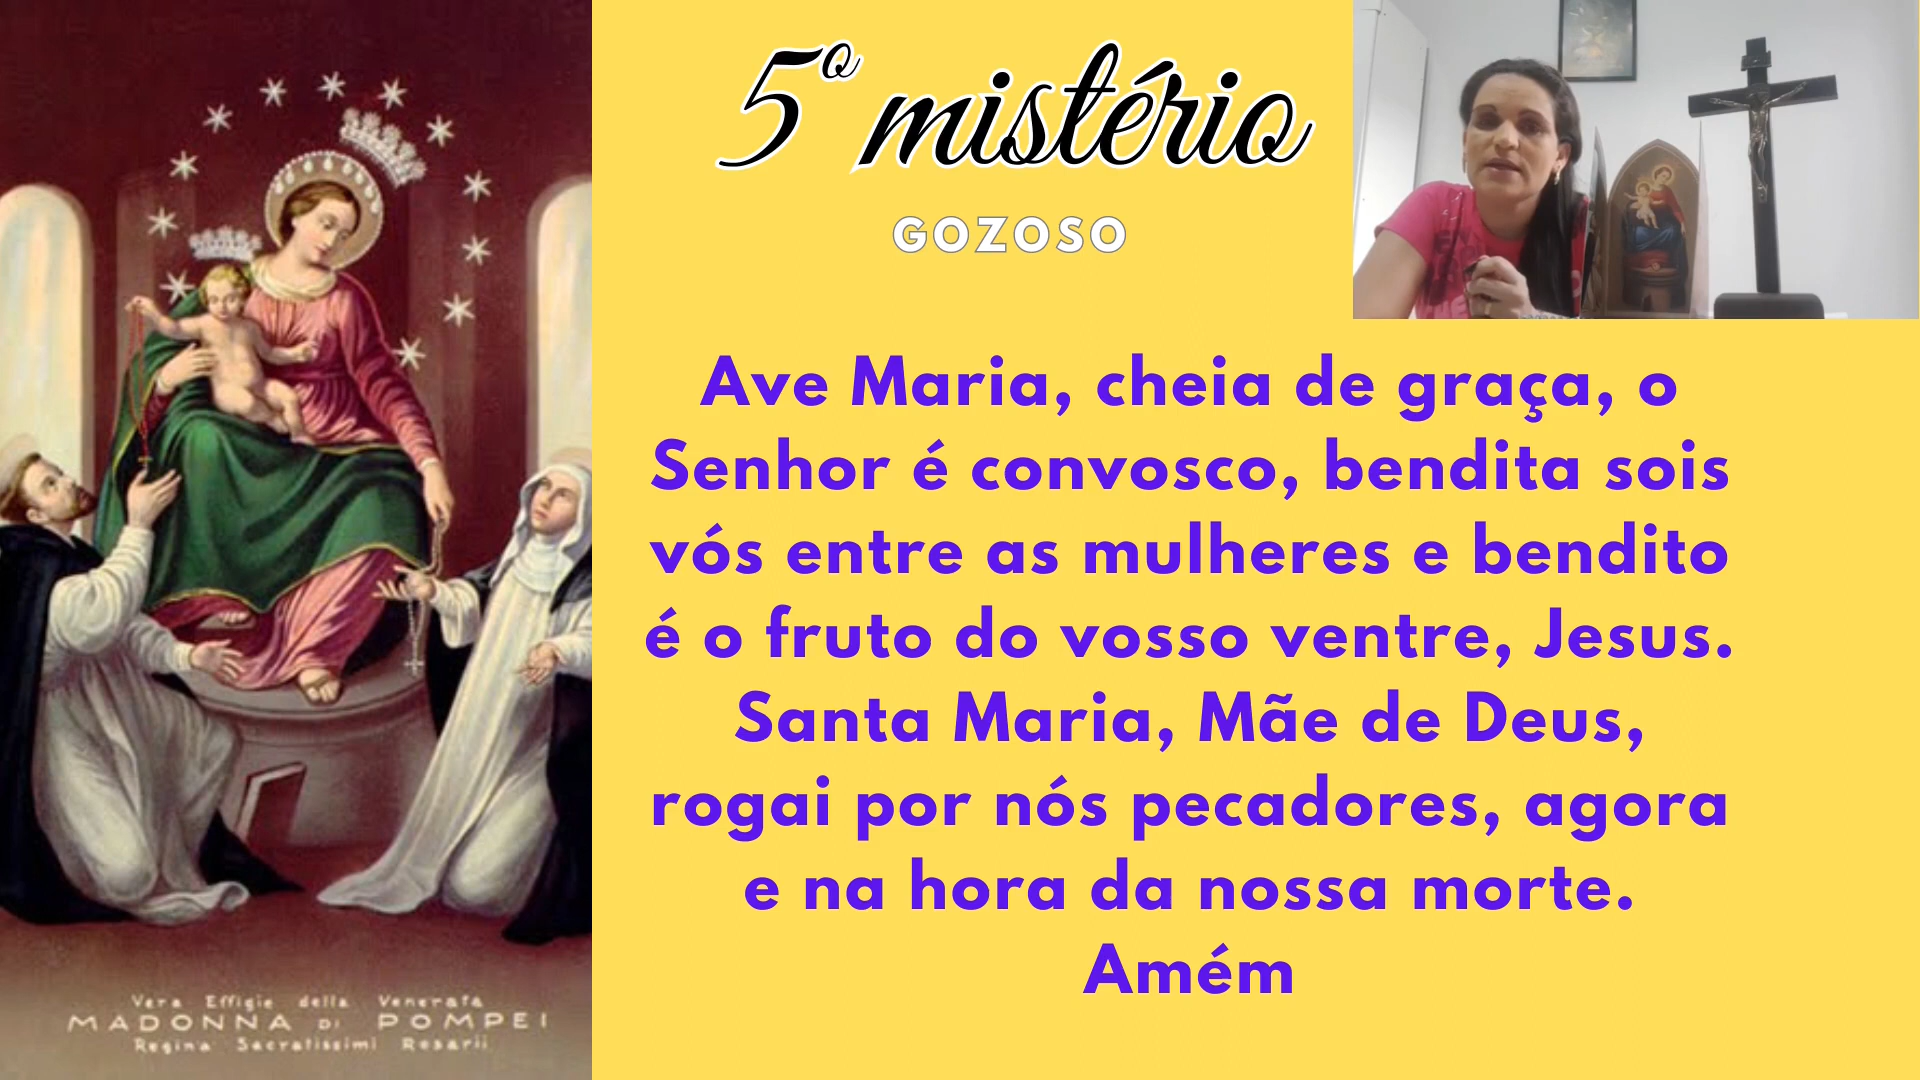 5º mistério
GOZOSO
Ave Maria, cheia de graça, o
Senhor é convosco, bendita sois
vós entre as mulheres e bendito
é o fruto do vosso ventre, Jesus.
Santa Maria, Mãe de Deus,
rogai por nós pecadores, agora
e na hora da nossa morte.
Amém
Vera Effigie della Venerata
MADONNA DI POMPEI
Regina Sacratissimi Rosarii